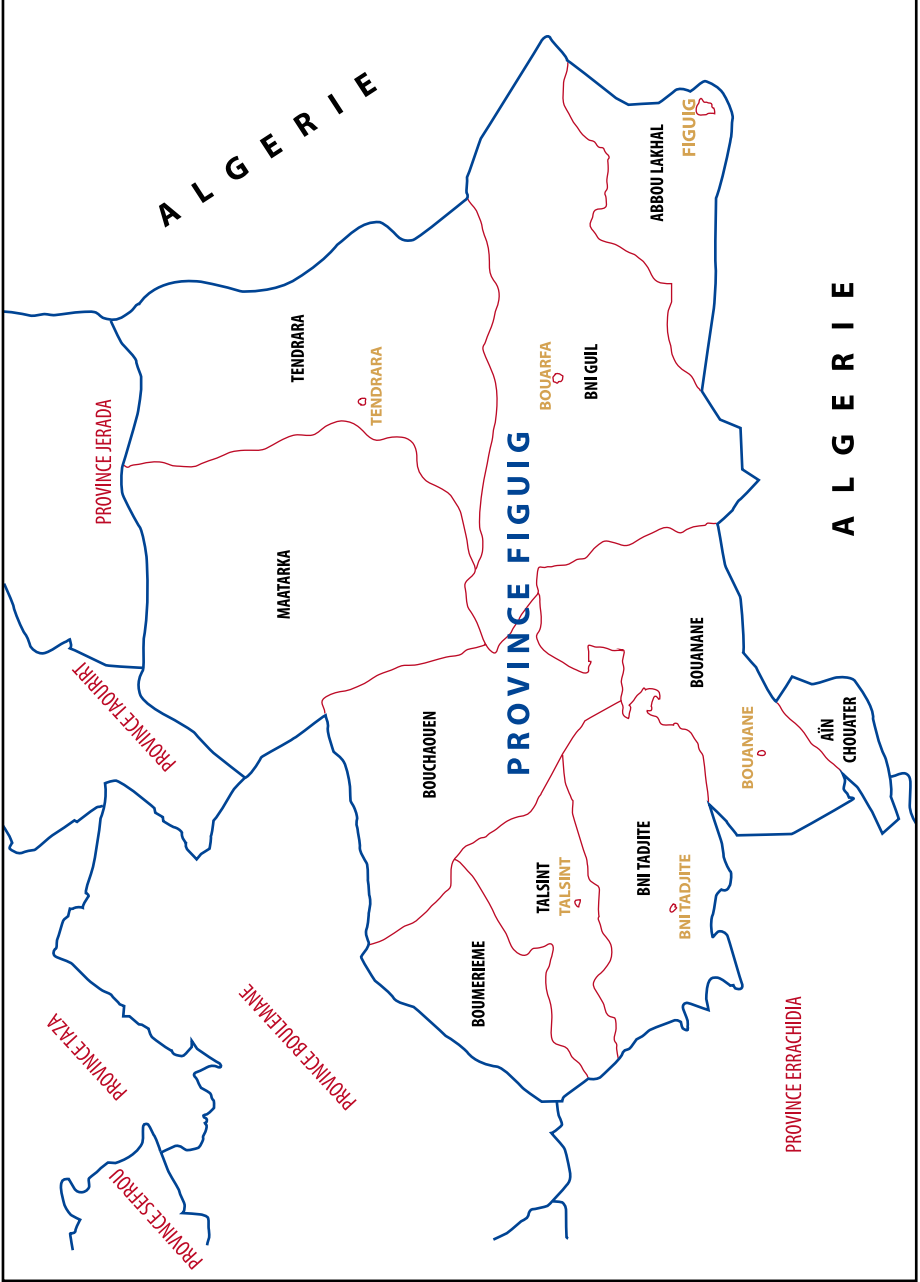 PROVINCE SEFROU
PROVINCE TAZA
PROVINCE TAOURIRT
PROVINCE JERADA
ALGERIE
PROVINCE BOULEMANE
MAATARKA
TENDRARA
TENDRARA
BOUCHAOUEN
BOUMERIEME
PROVINCE FIGUIG
TALSINT
TALSINT
BOUARFA
BNI GUIL
BNI TADJITE
BNI TADJITE
BOUANANE
BOUANANE
ABBOU LAKHAL
FIGUIG
PROVINCE ERRACHIDIA
AÏN
CHOUATER
ALGERIE